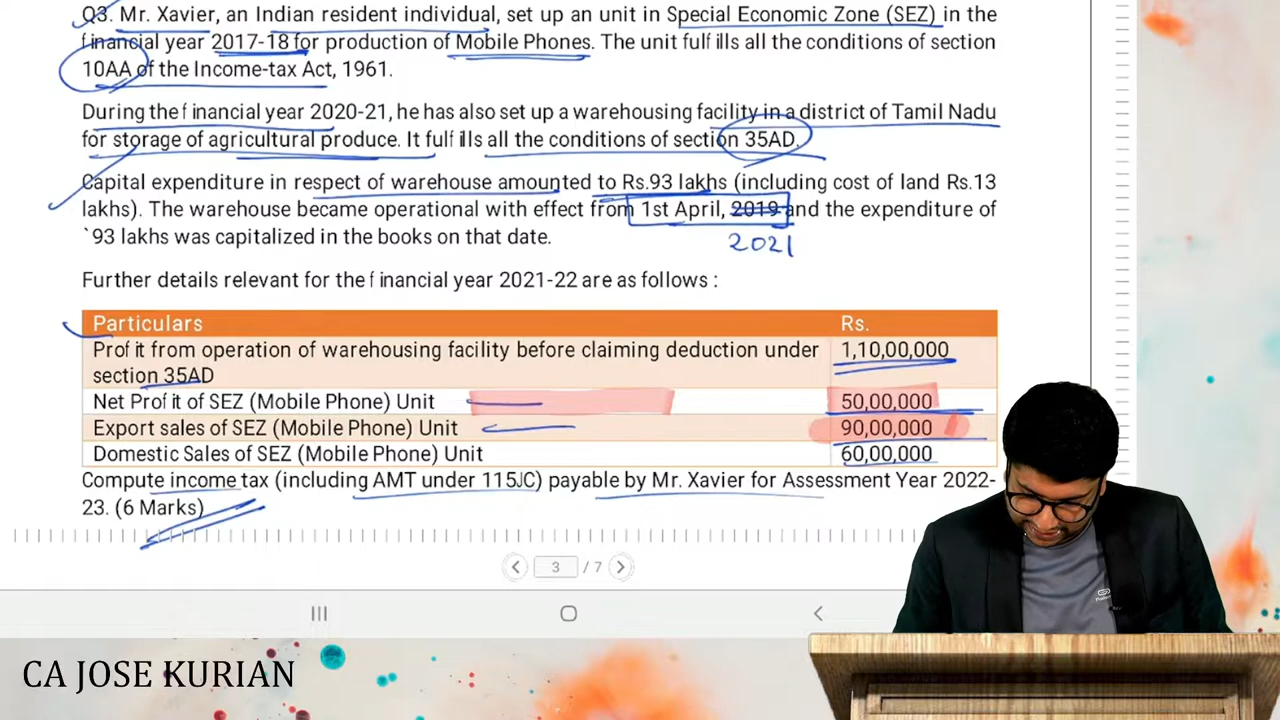 Q3. Mr. Xavier, an Indian resident individual, set up an unit in Special Economic Zone (SEZ) in the
financial year 2017-18 for production of Mobile Phones. The unit fulfills all the conditions of section
10AA of the Income-tax Act, 1961.
During the financial year 2020-21, he has also set up a warehousing facility in a district of Tamil Nadu
for storage of agricultural produce. It fulfills all the conditions of section 35AD.
Capital expenditure in respect of warehouse amounted to Rs.93 lakhs (including cost of land Rs.13
lakhs). The warehouse became operational with effect from 1st April, 2019 and the expenditure of
2021
`93 lakhs was capitalized in the books on that date.
Further details relevant for the financial year 2021-22 are as follows :
Particulars Rs.
Profit from operation of warehousing facility before claiming deduction under 1,10,00,000
section 35AD
Net Profit of SEZ (Mobile Phone) Unit 50,00,000
Export sales of SEZ (Mobile Phone) Unit 90,00,000
Domestic Sales of SEZ (Mobile Phone) Unit 60,00,000
Compute income tax (including AMT under 115JC) payable by Mr. Xavier for Assessment Year 2022-
23. (6 Marks)
3 / 7
CA JOSE KURIAN